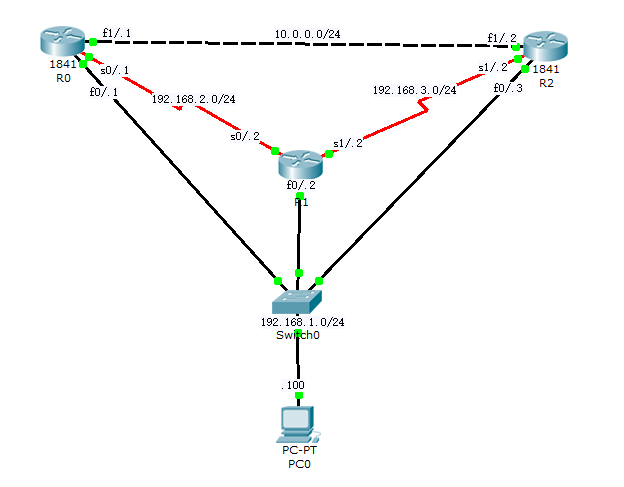 f1/.1
10.0.0.0/24
f1/.2
1841
R0
s0/.1
f0/.1
192.168.2.0/24
s0/.2
192.168.3.0/24
s1/.2
1841
R2
f0/.3
s1/.2
f0/.2
R1
192.168.1.0/24
Switch0
.100
PC-PT
PC0